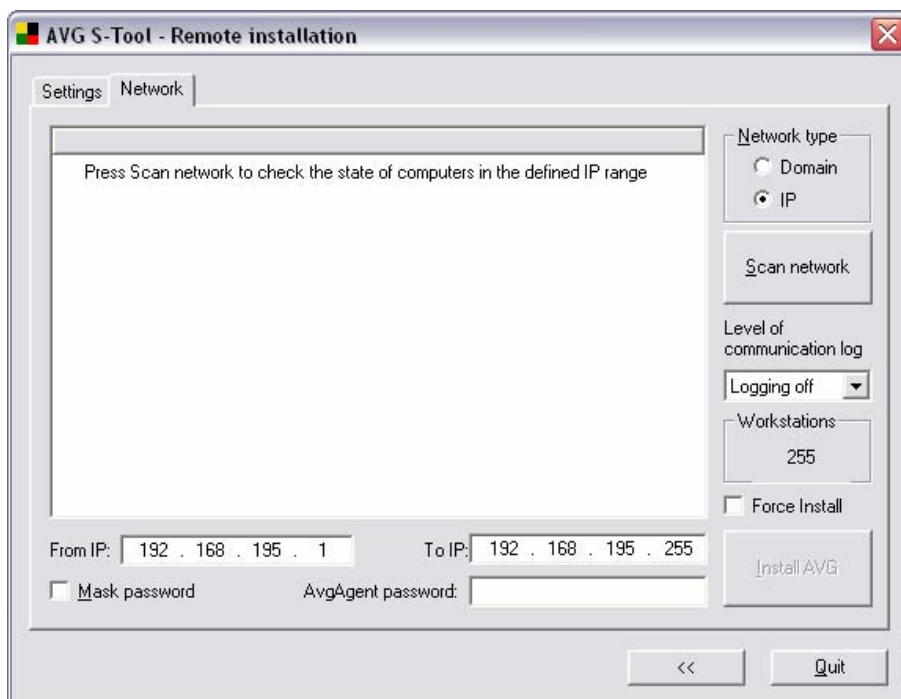 AVG S-Tool - Remote installation
Settings
Network
Press Scan network to check the state of computers in the defined IP range
Network type
Domain
IP
Scan network
Level of
communication log
Logging off
Workstations
255
Force Install
From IP: 192 . 168 . 195 . 1
To IP: 192 . 168 . 195 . 255
Mask password
AvgAgent password:
Install AVG
<<
Quit